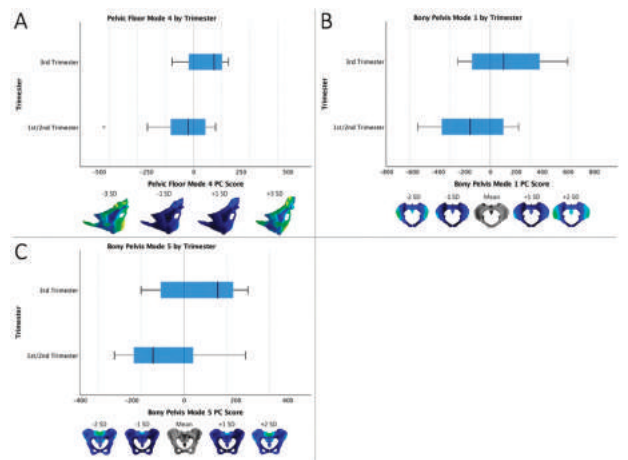 A
Pelvic Floor Mode 4 by Trimester
Trimester
3rd Trimester
1st/2nd Trimester
-500 -250 0 250 500
Pelvic Floor Mode 4 PC Score
-3 SD -1 SD +1 SD +3 SD
B
Bony Pelvis Mode 1 by Trimester
Trimester
3rd Trimester
1st/2nd Trimester
-800 -600 -400 -200 0 200 400 600 800
Bony Pelvis Mode 1 PC Score
-2 SD -1 SD Mean +1 SD +2 SD
C
Bony Pelvis Mode 5 by Trimester
Trimester
3rd Trimester
1st/2nd Trimester
-400 -200 0 200 400
Bony Pelvis Mode 5 PC Score
-2 SD -1 SD Mean +1 SD +2 SD